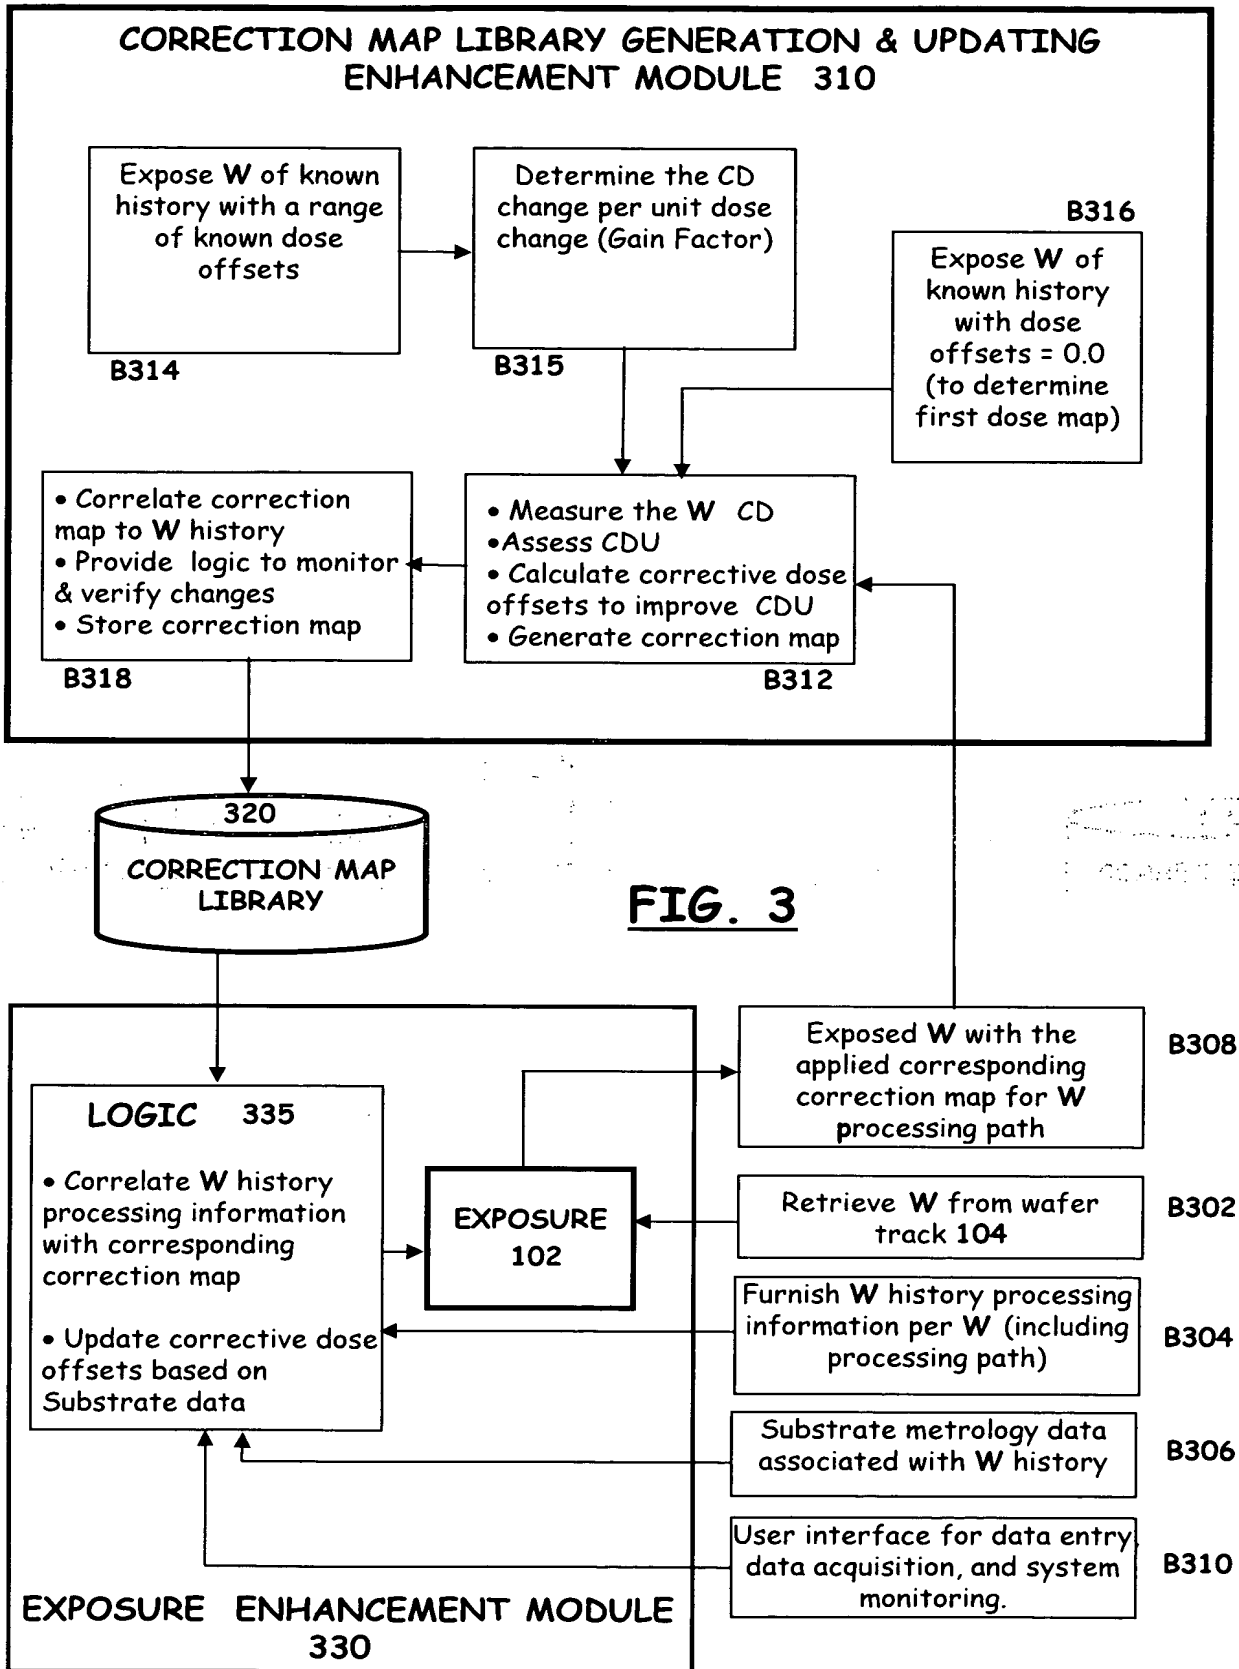 CORRECTION MAP LIBRARY GENERATION & UPDATING
ENHANCEMENT MODULE 310
Expose W of known
history with a range
of known dose
offsets
B314
Determine the CD
change per unit dose
change (Gain Factor)
B315
B316
Expose W of
known history
with dose
offsets = 0.0
(to determine
first dose map)
• Correlate correction
map to W history
• Provide logic to monitor
& verify changes
• Store correction map
B318
• Measure the W CD
•Assess CDU
• Calculate corrective dose
offsets to improve CDU
• Generate correction map
B312
320
CORRECTION MAP
LIBRARY
FIG. 3
LOGIC 335
• Correlate W history
processing information
with corresponding
correction map
• Update corrective dose
offsets based on
Substrate data
EXPOSURE
102
Exposed W with the
applied corresponding
correction map for W
processing path
B308
Retrieve W from wafer
track 104
B302
Furnish W history processing
information per W (including
processing path)
B304
Substrate metrology data
associated with W history
B306
User interface for data entry
data acquisition, and system
monitoring.
B310
EXPOSURE ENHANCEMENT MODULE
330